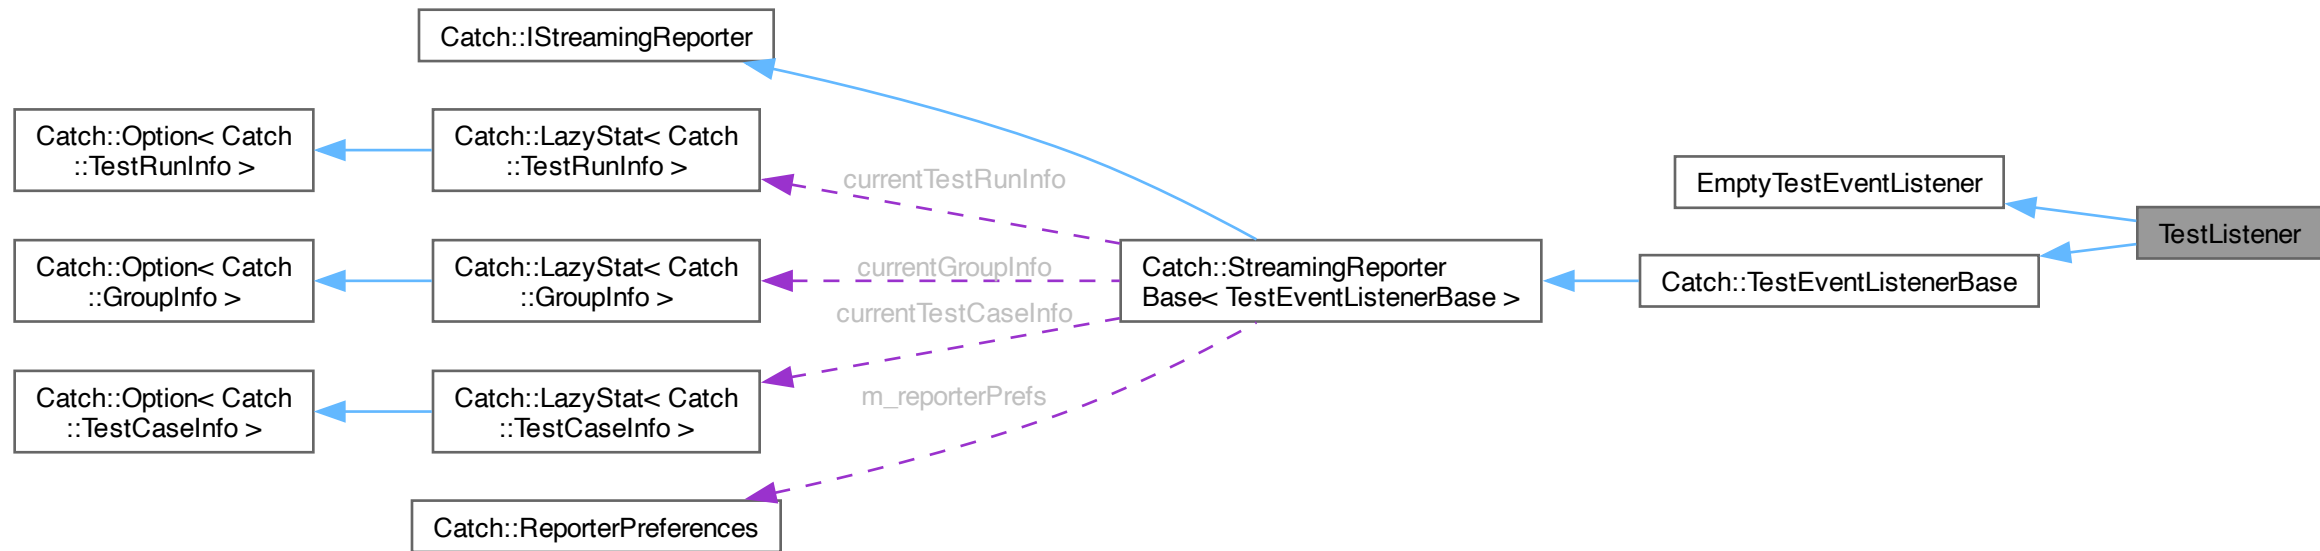 Catch::IStreamingReporter
Catch::Option< Catch
::TestRunInfo >
Catch::LazyStat< Catch
::TestRunInfo >
currentTestRunInfo
EmptyTestEventListener
TestListener
Catch::Option< Catch
::GroupInfo >
Catch::LazyStat< Catch
::GroupInfo >
currentGroupInfo
Catch::StreamingReporter
Base< TestEventListenerBase >
Catch::TestEventListenerBase
currentTestCaseInfo
Catch::Option< Catch
::TestCaseInfo >
Catch::LazyStat< Catch
::TestCaseInfo >
m_reporterPrefs
Catch::ReporterPreferences